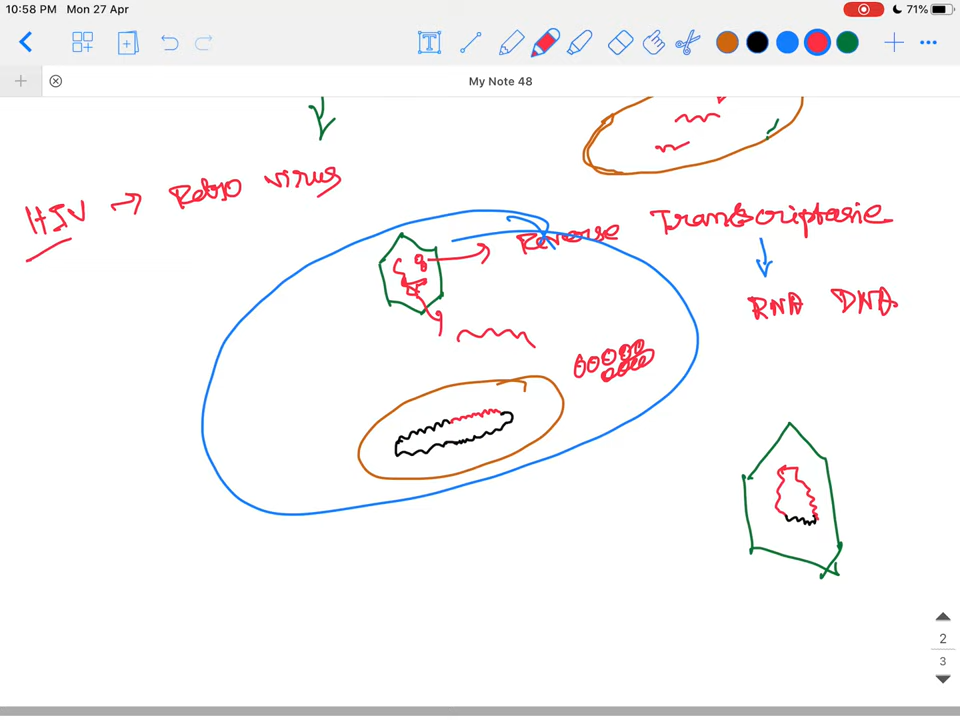 10:58 PM Mon 27 Apr 71%
My Note 48
HIV → Retro virus
Reverse Transcriptase
RNA DNA
2
3